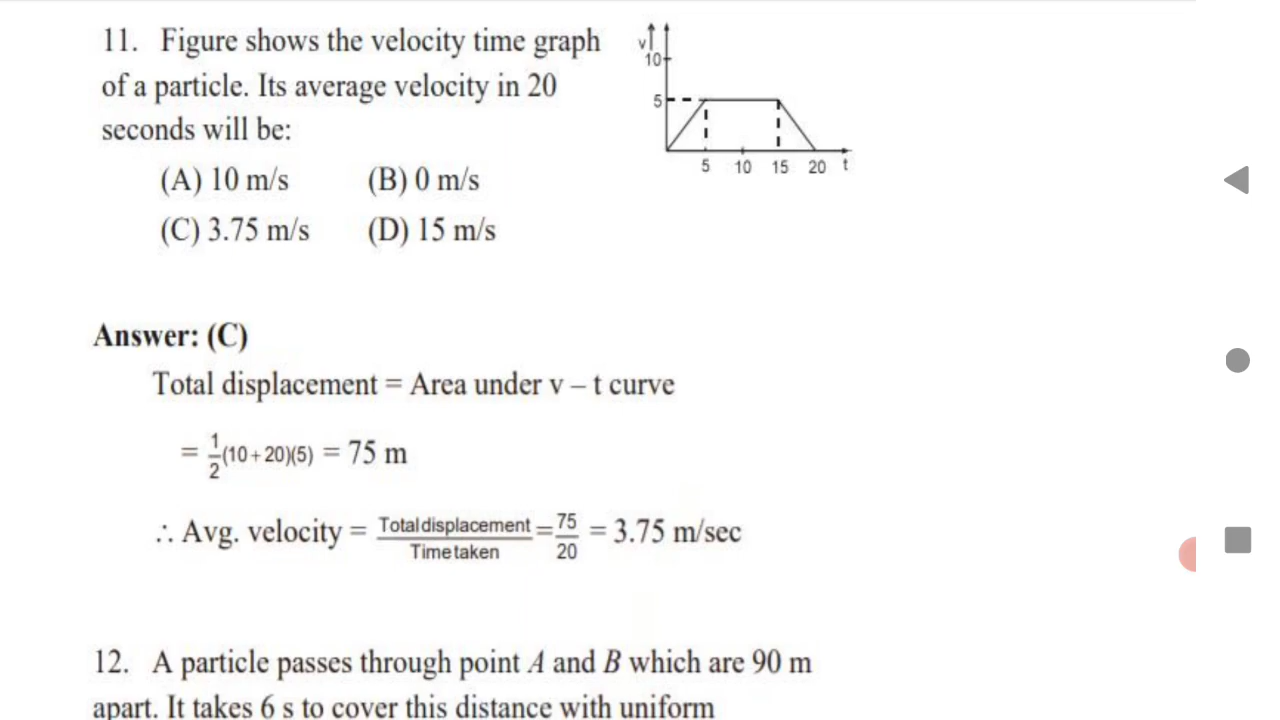 11. Figure shows the velocity time graph
of a particle. Its average velocity in 20
seconds will be:
(A) 10 m/s (B) 0 m/s
(C) 3.75 m/s (D) 15 m/s
v↑
10
5
5 10 15 20 t
Answer: (C)
Total displacement = Area under v – t curve
= 1/2(10+20)(5) = 75 m
∴ Avg. velocity = Total displacement/Time taken = 75/20 = 3.75 m/sec
12. A particle passes through point A and B which are 90 m
apart. It takes 6 s to cover this distance with uniform